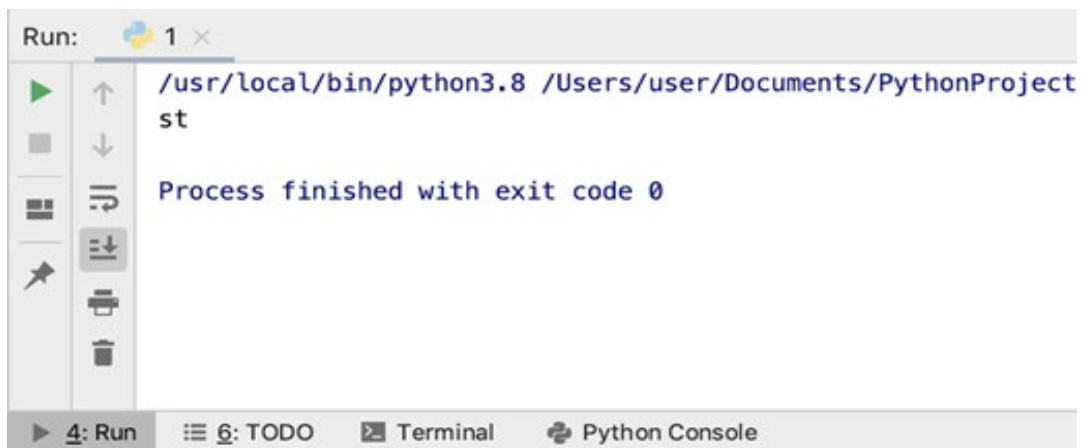 Run: 1
/usr/local/bin/python3.8 /Users/user/Documents/PythonProject
st
Process finished with exit code 0
4: Run 6: TODO Terminal Python Console